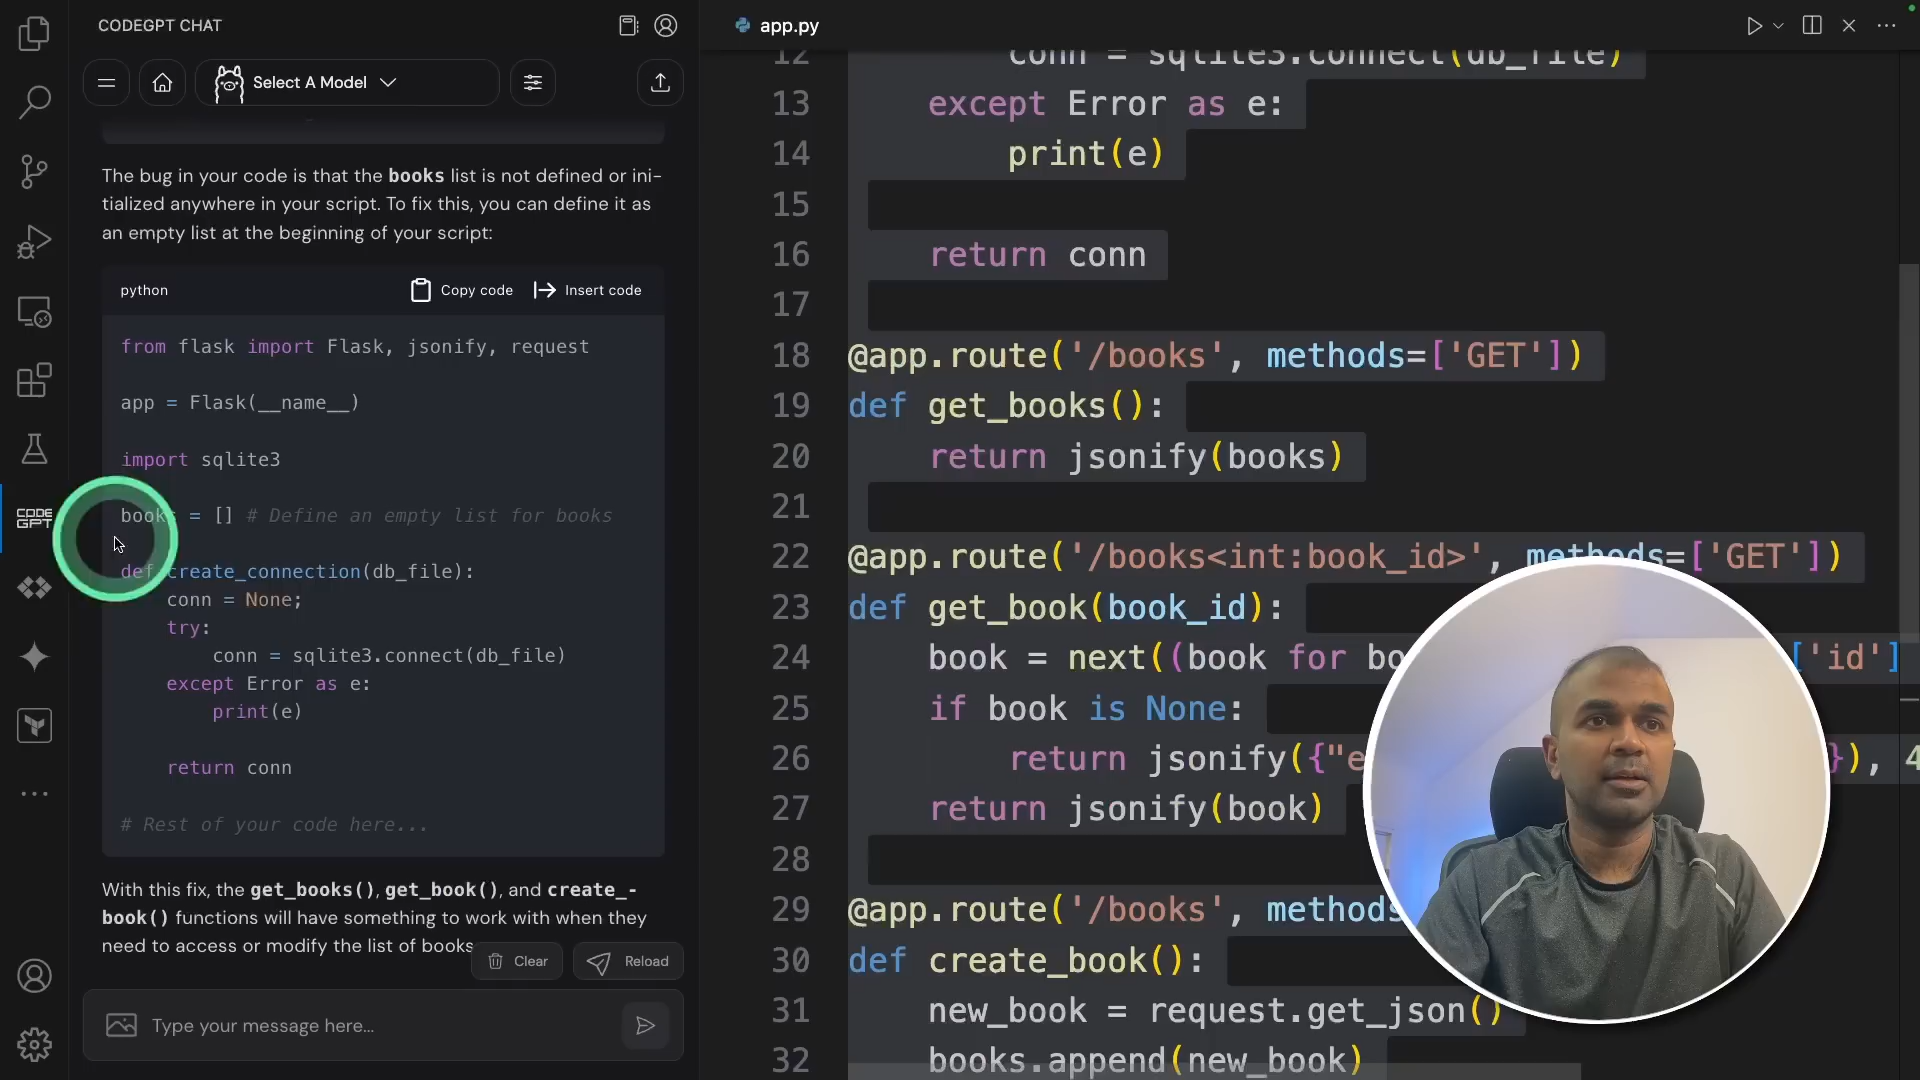 CODEGPT CHAT
Select A Model
The bug in your code is that the books list is not defined or ini-
tialized anywhere in your script. To fix this, you can define it as
an empty list at the beginning of your script:
python
Copy code
Insert code
from flask import Flask, jsonify, request
app = Flask(__name__)
import sqlite3
books = [] # Define an empty list for books
def create_connection(db_file):
conn = None;
try:
conn = sqlite3.connect(db_file)
except Error as e:
print(e)
return conn
# Rest of your code here...
With this fix, the get_books(), get_book(), and create_-
book() functions will have something to work with when they
need to access or modify the list of books
Clear
Reload
Type your message here...
CODE
GPT
app.py
12 conn = sqlite3.connect(db_file)
13 except Error as e:
14 print(e)
15
16 return conn
17
18 @app.route('/books', methods=['GET'])
19 def get_books():
20 return jsonify(books)
21
22 @app.route('/books<int:book_id>', methods=['GET'])
23 def get_book(book_id):
24 book = next((book for bo ['id']
25 if book is None:
26 return jsonify({"e }), 4
27 return jsonify(book)
28
29 @app.route('/books', methods
30 def create_book():
31 new_book = request.get_json()
32 books.append(new_book)